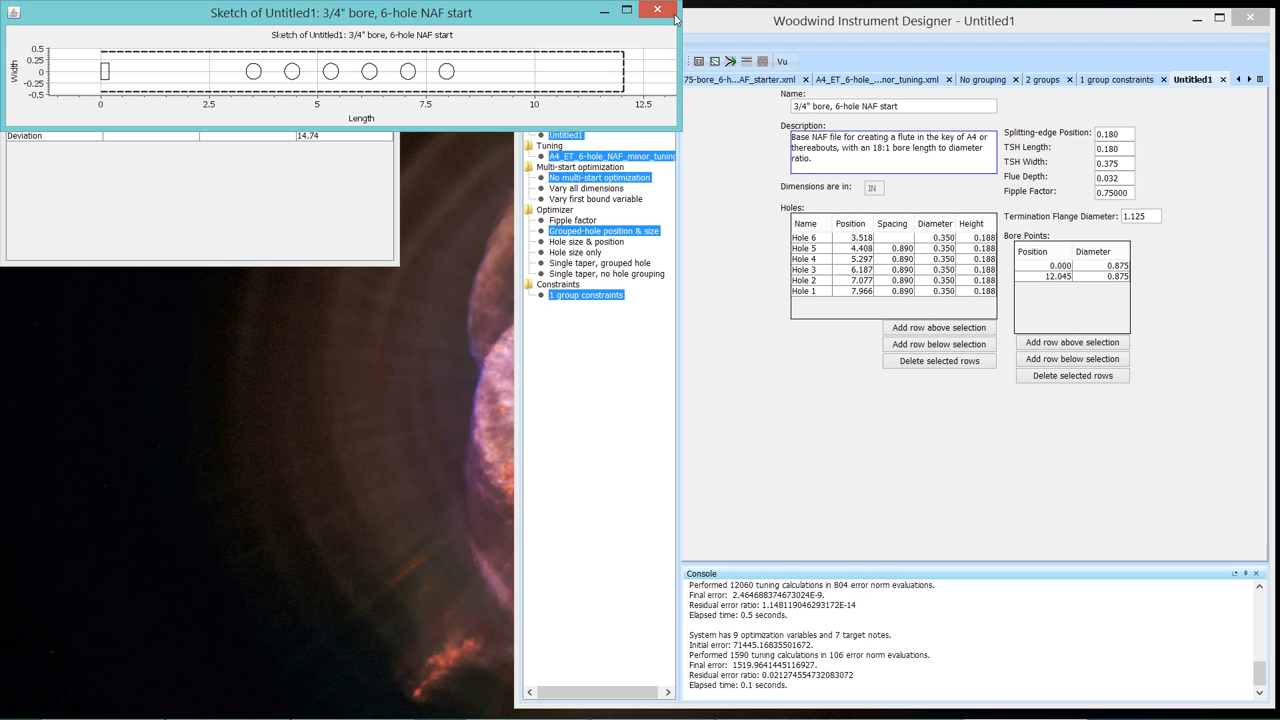 Sketch of Untitled1: 3/4" bore, 6-hole NAF start
Sketch of Untitled1: 3/4" bore, 6-hole NAF start
Width
0.5
0.25
0
-0.25
-0.5
0 2.5 5 7.5 10 12.5
Length
Deviation 14.74
Woodwind Instrument Designer - Untitled1
Vu
75-bore_6-h...AF_starter.xml A4_ET_6-hole_...nor_tuning.xml No grouping 2 groups 1 group constraints Untitled1
Untitled1
Tuning
A4_ET_6-hole_NAF_minor_tuning
Multi-start optimization
No multi-start optimization
Vary all dimensions
Vary first bound variable
Optimizer
Fipple factor
Grouped-hole position & size
Hole size & position
Hole size only
Single taper, grouped hole
Single taper, no hole grouping
Constraints
1 group constraints
Name:
3/4" bore, 6-hole NAF start
Description:
Base NAF file for creating a flute in the key of A4 or
thereabouts, with an 18:1 bore length to diameter
ratio.
Dimensions are in: IN
Holes:
Name Position Spacing Diameter Height
Hole 6 3.518 0.350 0.188
Hole 5 4.408 0.890 0.350 0.188
Hole 4 5.297 0.890 0.350 0.188
Hole 3 6.187 0.890 0.350 0.188
Hole 2 7.077 0.890 0.350 0.188
Hole 1 7.966 0.890 0.350 0.188
Add row above selection
Add row below selection
Delete selected rows
Splitting-edge Position: 0.180
TSH Length: 0.180
TSH Width: 0.375
Flue Depth: 0.032
Fipple Factor: 0.75000
Termination Flange Diameter: 1.125
Bore Points:
Position Diameter
0.000 0.875
12.045 0.875
Add row above selection
Add row below selection
Delete selected rows
Console
Performed 12060 tuning calculations in 804 error norm evaluations.
Final error: 2.464688374673024E-9.
Residual error ratio: 1.148119046293172E-14
Elapsed time: 0.5 seconds.
System has 9 optimization variables and 7 target notes.
Initial error: 71445.16835501672.
Performed 1590 tuning calculations in 106 error norm evaluations.
Final error: 1519.9641445116927.
Residual error ratio: 0.021274554732083072
Elapsed time: 0.1 seconds.